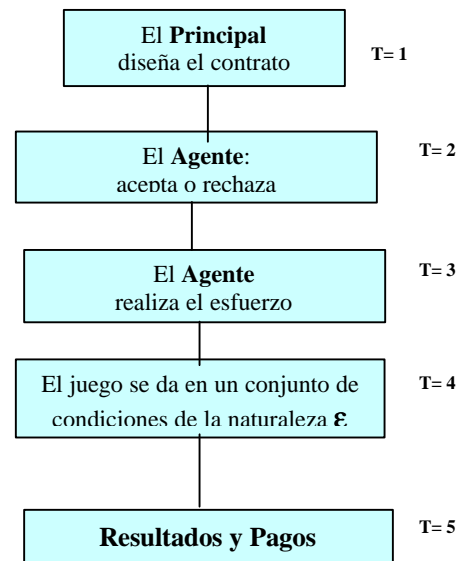 El Principal
diseña el contrato
T= 1
El Agente:
acepta o rechaza
T= 2
El Agente
realiza el esfuerzo
T= 3
El juego se da en un conjunto de
condiciones de la naturaleza ε
T= 4
Resultados y Pagos
T= 5